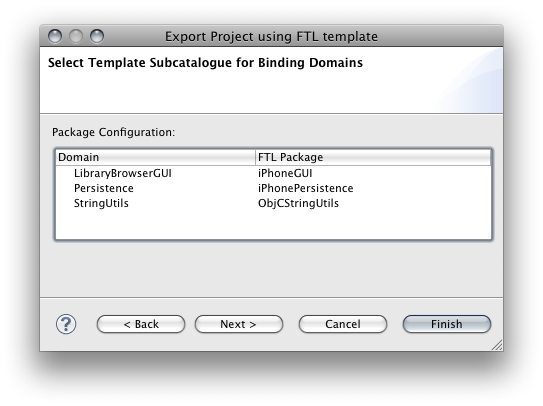 Export Project using FTL template
Select Template Subcatalogue for Binding Domains
Package Configuration:
Domain FTL Package
LibraryBrowserGUI iPhoneGUI
Persistence iPhonePersistence
StringUtils ObjCStringUtils
? < Back Next > Cancel Finish